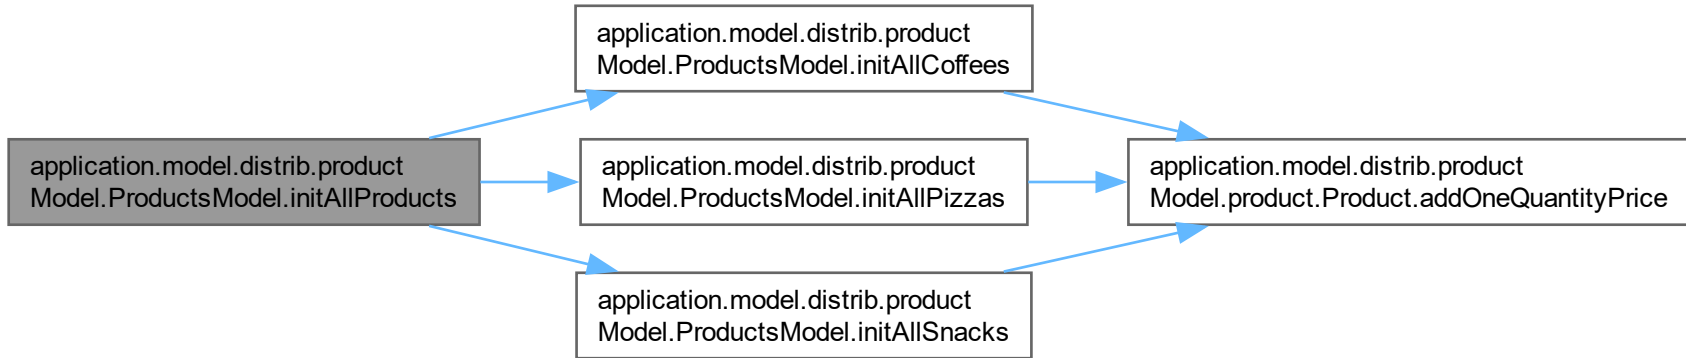 application.model.distrib.product
Model.ProductsModel.initAllCoffees
application.model.distrib.product
Model.ProductsModel.initAllProducts
application.model.distrib.product
Model.ProductsModel.initAllPizzas
application.model.distrib.product
Model.product.Product.addOneQuantityPrice
application.model.distrib.product
Model.ProductsModel.initAllSnacks